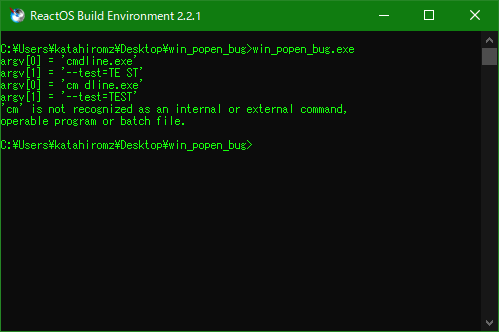 ReactOS Build Environment 2.2.1
C:¥Users¥katahiromz¥Desktop¥win_popen_bug>win_popen_bug.exe
argv[0] = 'cmdline.exe'
argv[1] = '--test=TE ST'
argv[0] = 'cm dline.exe'
argv[1] = '--test=TEST'
'cm' is not recognized as an internal or external command,
operable program or batch file.
C:¥Users¥katahiromz¥Desktop¥win_popen_bug>